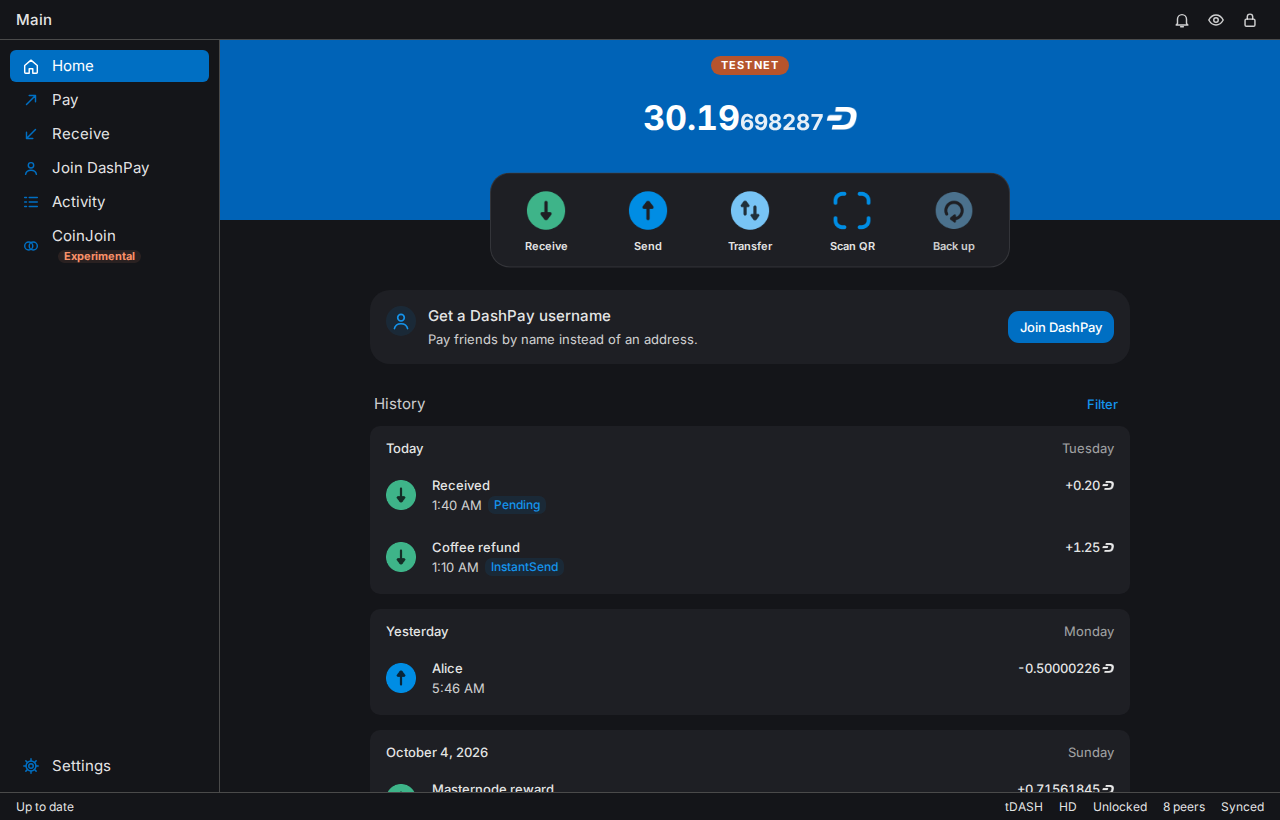 Main
Home
Pay
Receive
Join DashPay
Activity
CoinJoin
Experimental
Settings
TESTNET
30.19698287
Receive
Send
Transfer
Scan QR
Back up
Get a DashPay username
Pay friends by name instead of an address.
Join DashPay
History
Filter
Today
Tuesday
Received
+0.20
1:40 AM Pending
Coffee refund
+1.25
1:10 AM InstantSend
Yesterday
Monday
Alice
-0.50000226
5:46 AM
October 4, 2026
Sunday
Masternode reward
+0.71561845
Up to date
tDASH HD Unlocked 8 peers Synced